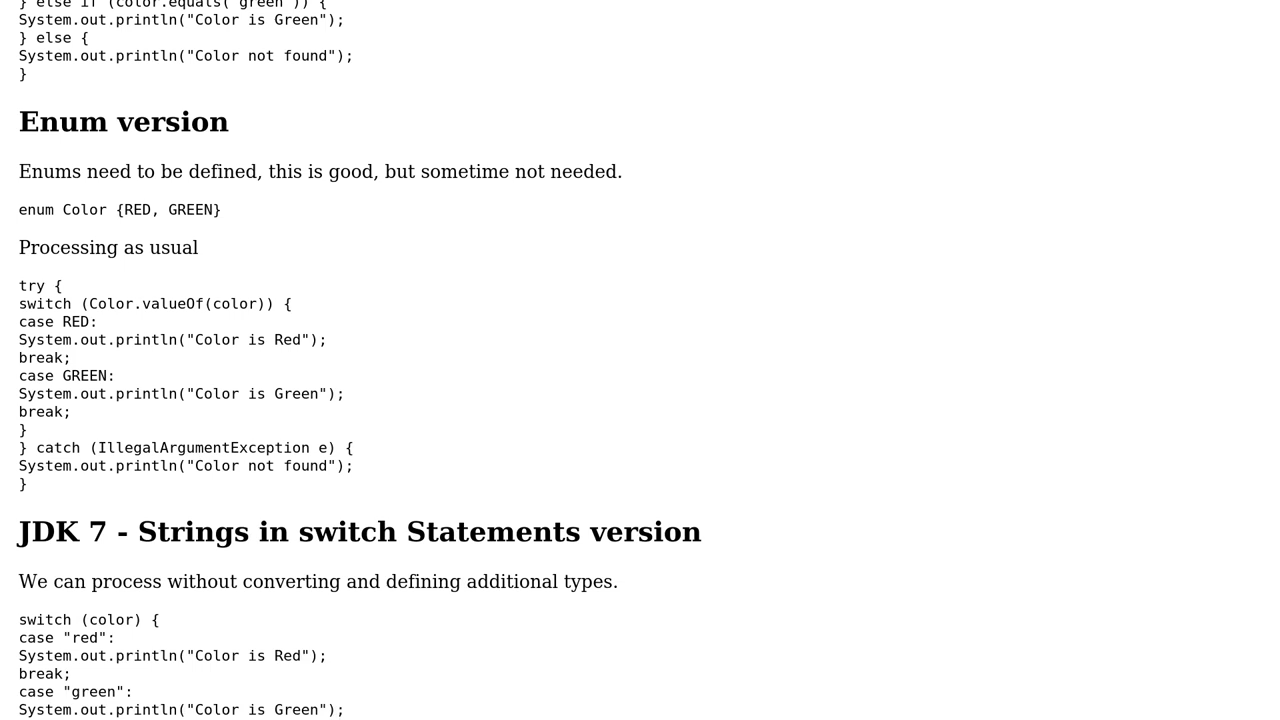 } else if (color.equals("green")) {
System.out.println("Color is Green");
} else {
System.out.println("Color not found");
}
Enum version
Enums need to be defined, this is good, but sometime not needed.
enum Color {RED, GREEN}
Processing as usual
try {
switch (Color.valueOf(color)) {
case RED:
System.out.println("Color is Red");
break;
case GREEN:
System.out.println("Color is Green");
break;
}
} catch (IllegalArgumentException e) {
System.out.println("Color not found");
}
JDK 7 - Strings in switch Statements version
We can process without converting and defining additional types.
switch (color) {
case "red":
System.out.println("Color is Red");
break;
case "green":
System.out.println("Color is Green");